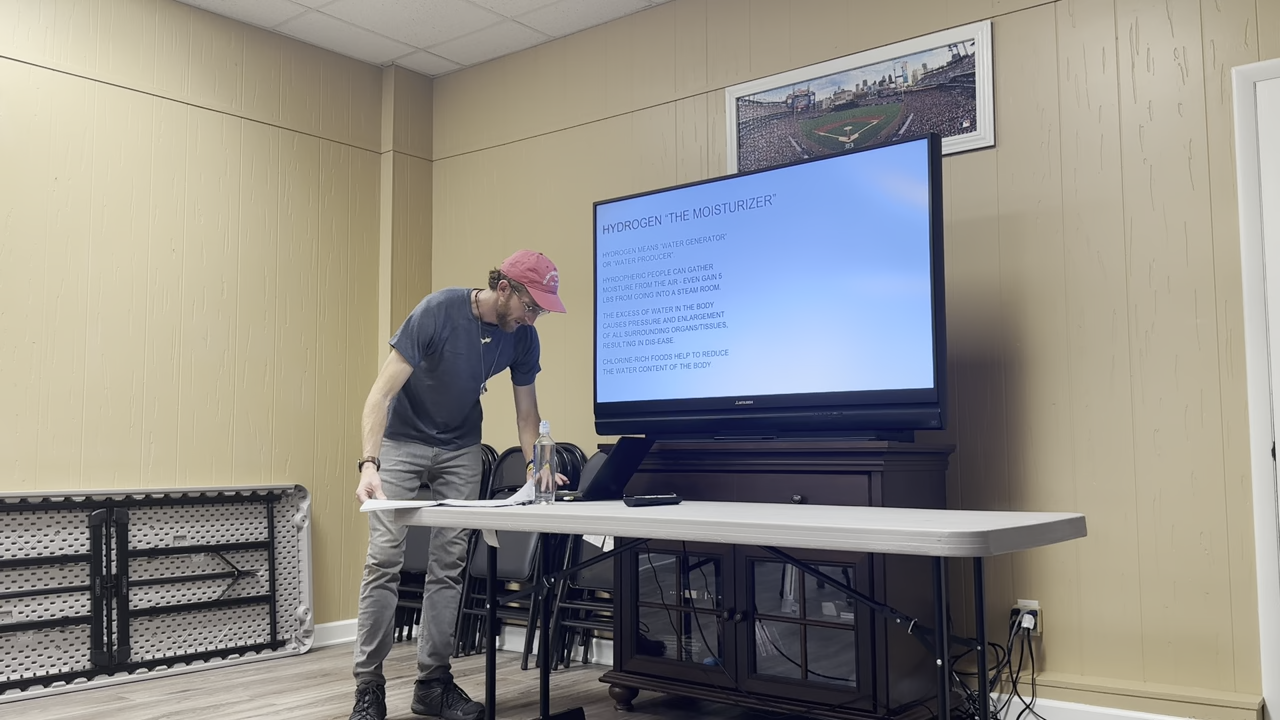 HYDROGEN "THE MOISTURIZER"
HYDROGEN MEANS "WATER GENERATOR"
OR "WATER PRODUCER".
HYRDOPHERIC PEOPLE CAN GATHER
MOISTURE FROM THE AIR - EVEN GAIN 5
LBS FROM GOING INTO A STEAM ROOM.
THE EXCESS OF WATER IN THE BODY
CAUSES PRESSURE AND ENLARGEMENT
OF ALL SURROUNDING ORGANS/TISSUES,
RESULTING IN DIS-EASE
CHLORINE-RICH FOODS HELP TO REDUCE
THE WATER CONTENT OF THE BODY
MITSUBISHI